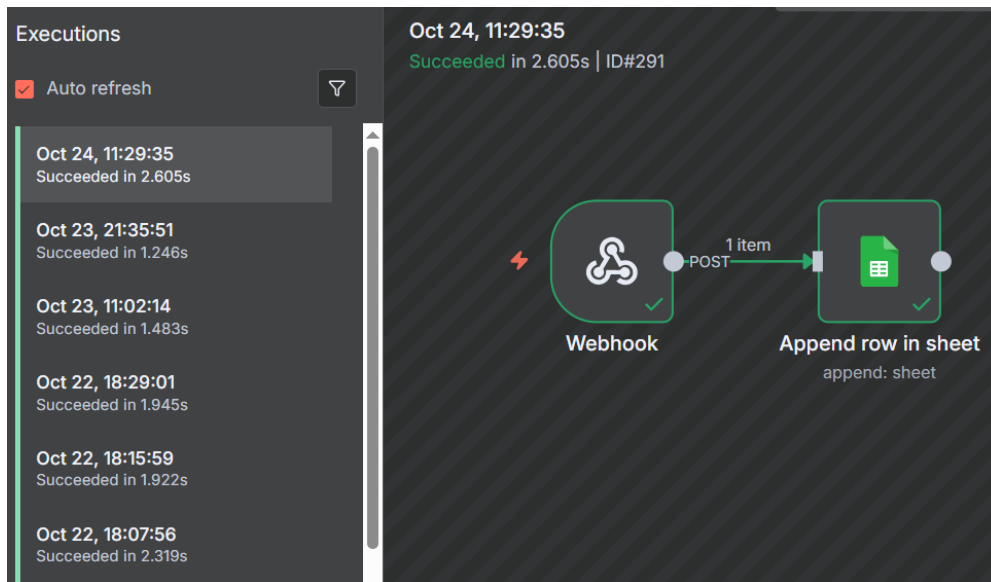 Executions
Auto refresh
Oct 24, 11:29:35
Succeeded in 2.605s
Oct 23, 21:35:51
Succeeded in 1.246s
Oct 23, 11:02:14
Succeeded in 1.483s
Oct 22, 18:29:01
Succeeded in 1.945s
Oct 22, 18:15:59
Succeeded in 1.922s
Oct 22, 18:07:56
Succeeded in 2.319s
Oct 24, 11:29:35
Succeeded in 2.605s | ID#291
1 item
POST
Webhook
Append row in sheet
append: sheet